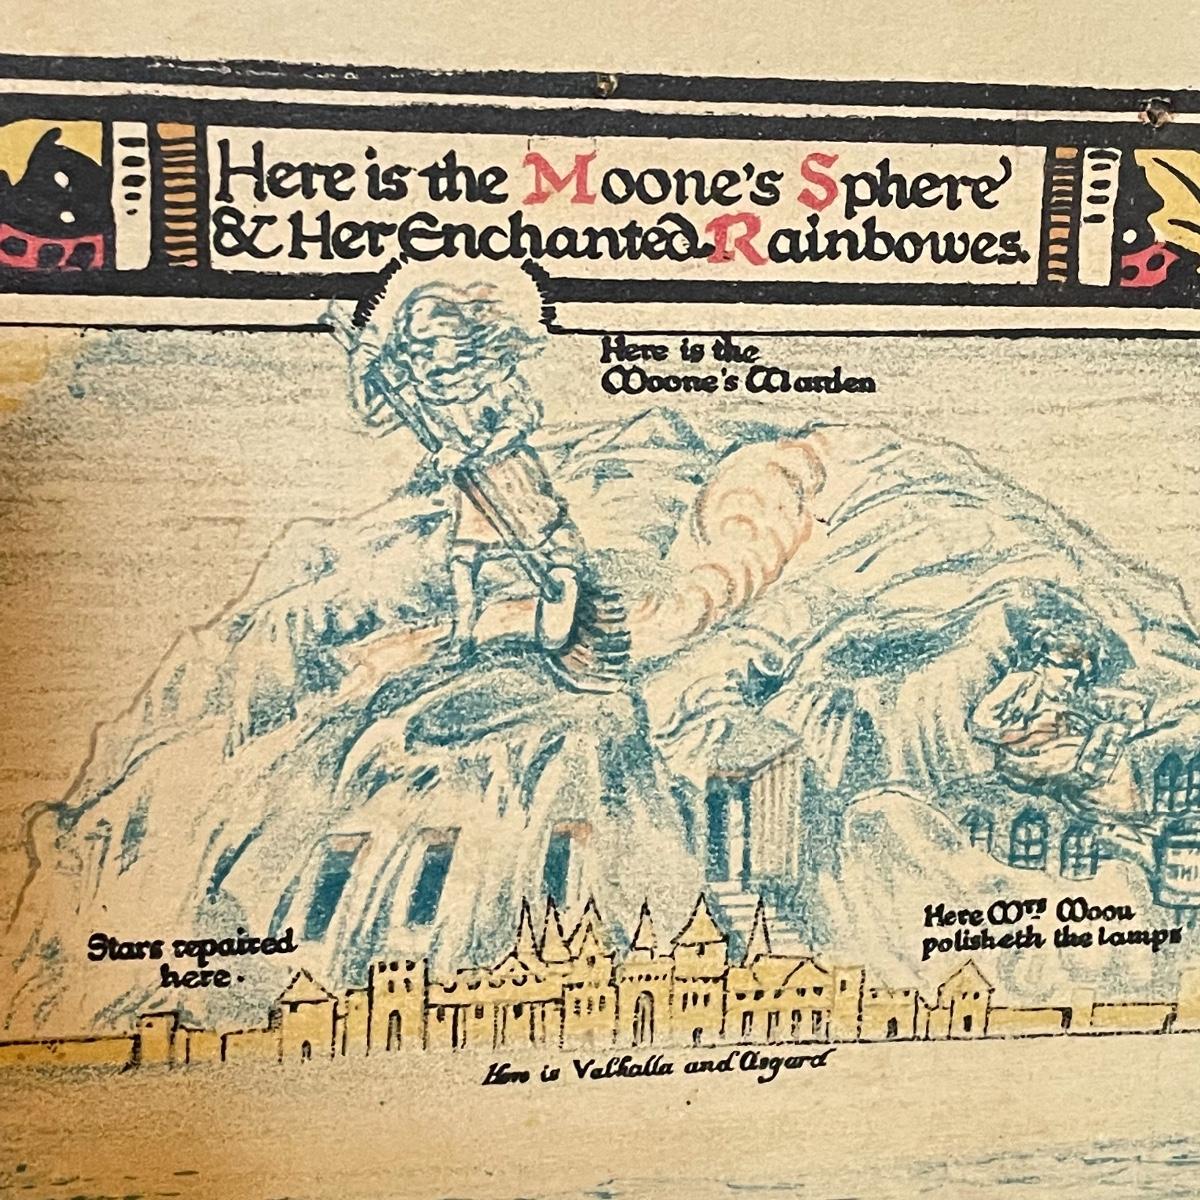 Here is the Moone's Sphere
& Her Enchanted Rainbowes.
Here is the
Moone's Warden
Stars repaired
here.
Here Mrs Moon
polisheth the lamps
Here is Valhalla and Asgard